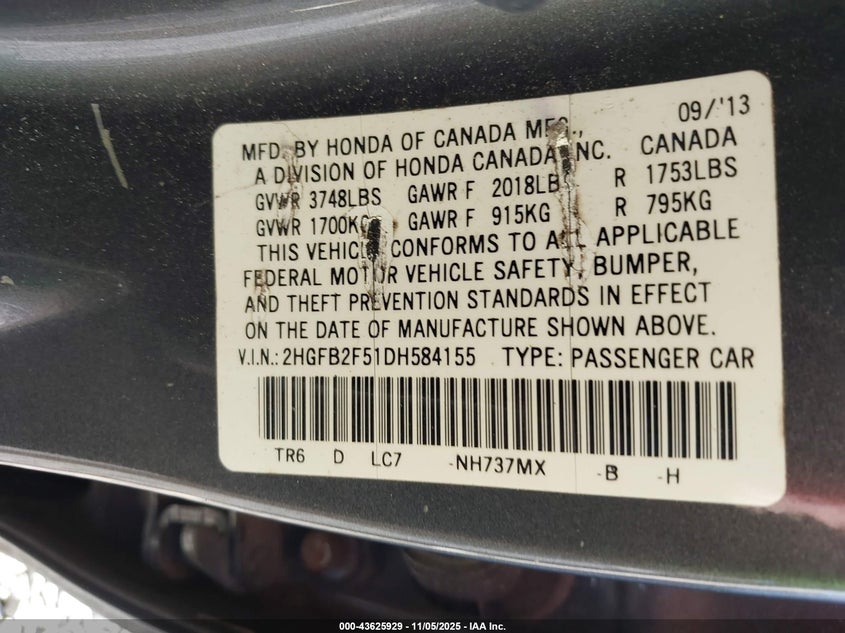 09/'13
MFD. BY HONDA OF CANADA MFG., CANADA
A DIVISION OF HONDA CANADA INC.
GVWR 3748LBS GAWR F 2018LB R 1753LBS
GVWR 1700KG GAWR F 915KG R 795KG
THIS VEHICLE CONFORMS TO ALL APPLICABLE
FEDERAL MOTOR VEHICLE SAFETY, BUMPER,
AND THEFT PREVENTION STANDARDS IN EFFECT
ON THE DATE OF MANUFACTURE SHOWN ABOVE.
V.I.N.: 2HGFB2F51DH584155 TYPE: PASSENGER CAR
TR6 D LC7 -NH737MX -B -H
000-43625929 - 11/05/2025 - IAA Inc.